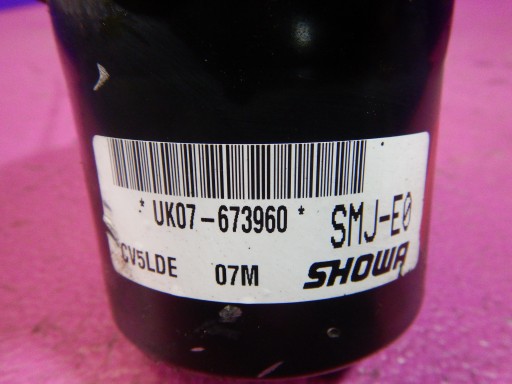 * UK07-673960 *
SMJ-E0
CV5LDE 07M SHOWA